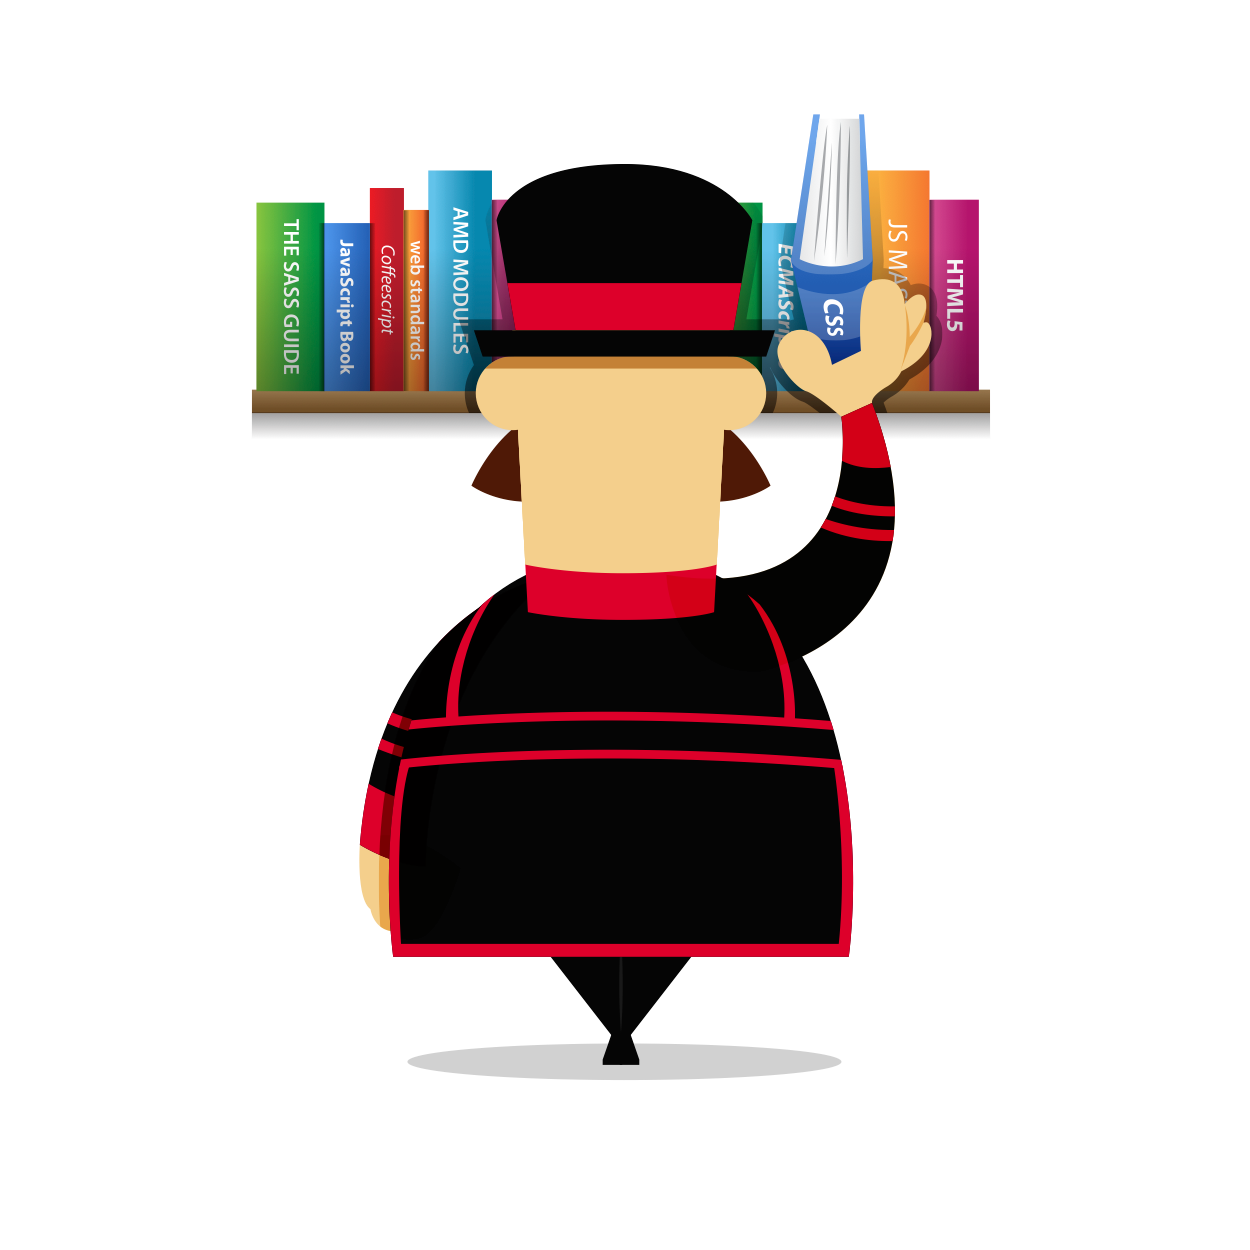 THE SASS GUIDE
JavaScript Book
Coffeescript
web standards
AMD MODULES
CSS
HTML5